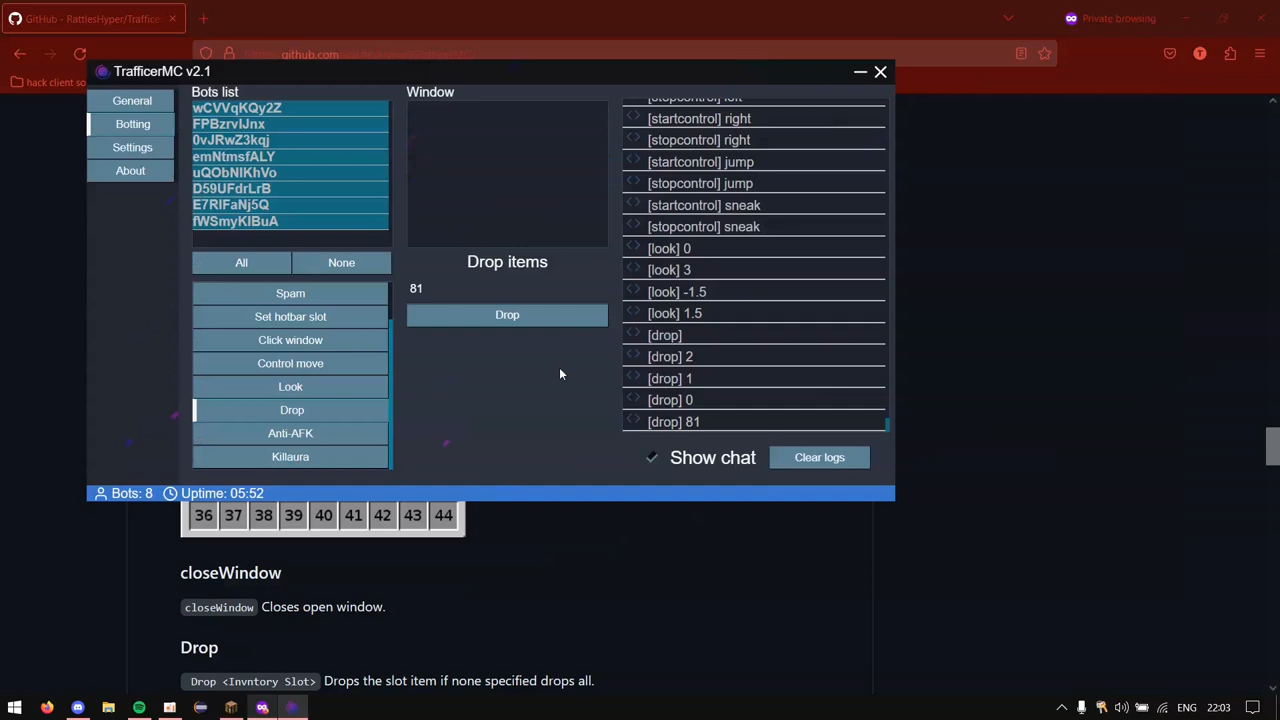 GitHub - RattlesHyper/Traffice
Private browsing
github.com
hack client so
TrafficerMC v2.1
General
Botting
Settings
About
Bots list
wCVVqKQy2Z
FPBzrvIJnx
0vJRwZ3kqj
emNtmsfALY
uQObNIKhVo
D59UFdrLrB
E7RIFaNj5Q
fWSmyKIBuA
All
None
Spam
Set hotbar slot
Click window
Control move
Look
Drop
Anti-AFK
Killaura
Window
Drop items
81
Drop
[stopcontrol] left
[startcontrol] right
[stopcontrol] right
[startcontrol] jump
[stopcontrol] jump
[startcontrol] sneak
[stopcontrol] sneak
[look] 0
[look] 3
[look] -1.5
[look] 1.5
[drop]
[drop] 2
[drop] 1
[drop] 0
[drop] 81
Show chat
Clear logs
Bots: 8 Uptime: 05:52
36 37 38 39 40 41 42 43 44
closeWindow
closeWindow Closes open window.
Drop
Drop <Invntory Slot> Drops the slot item if none specified drops all.
ENG 22:03